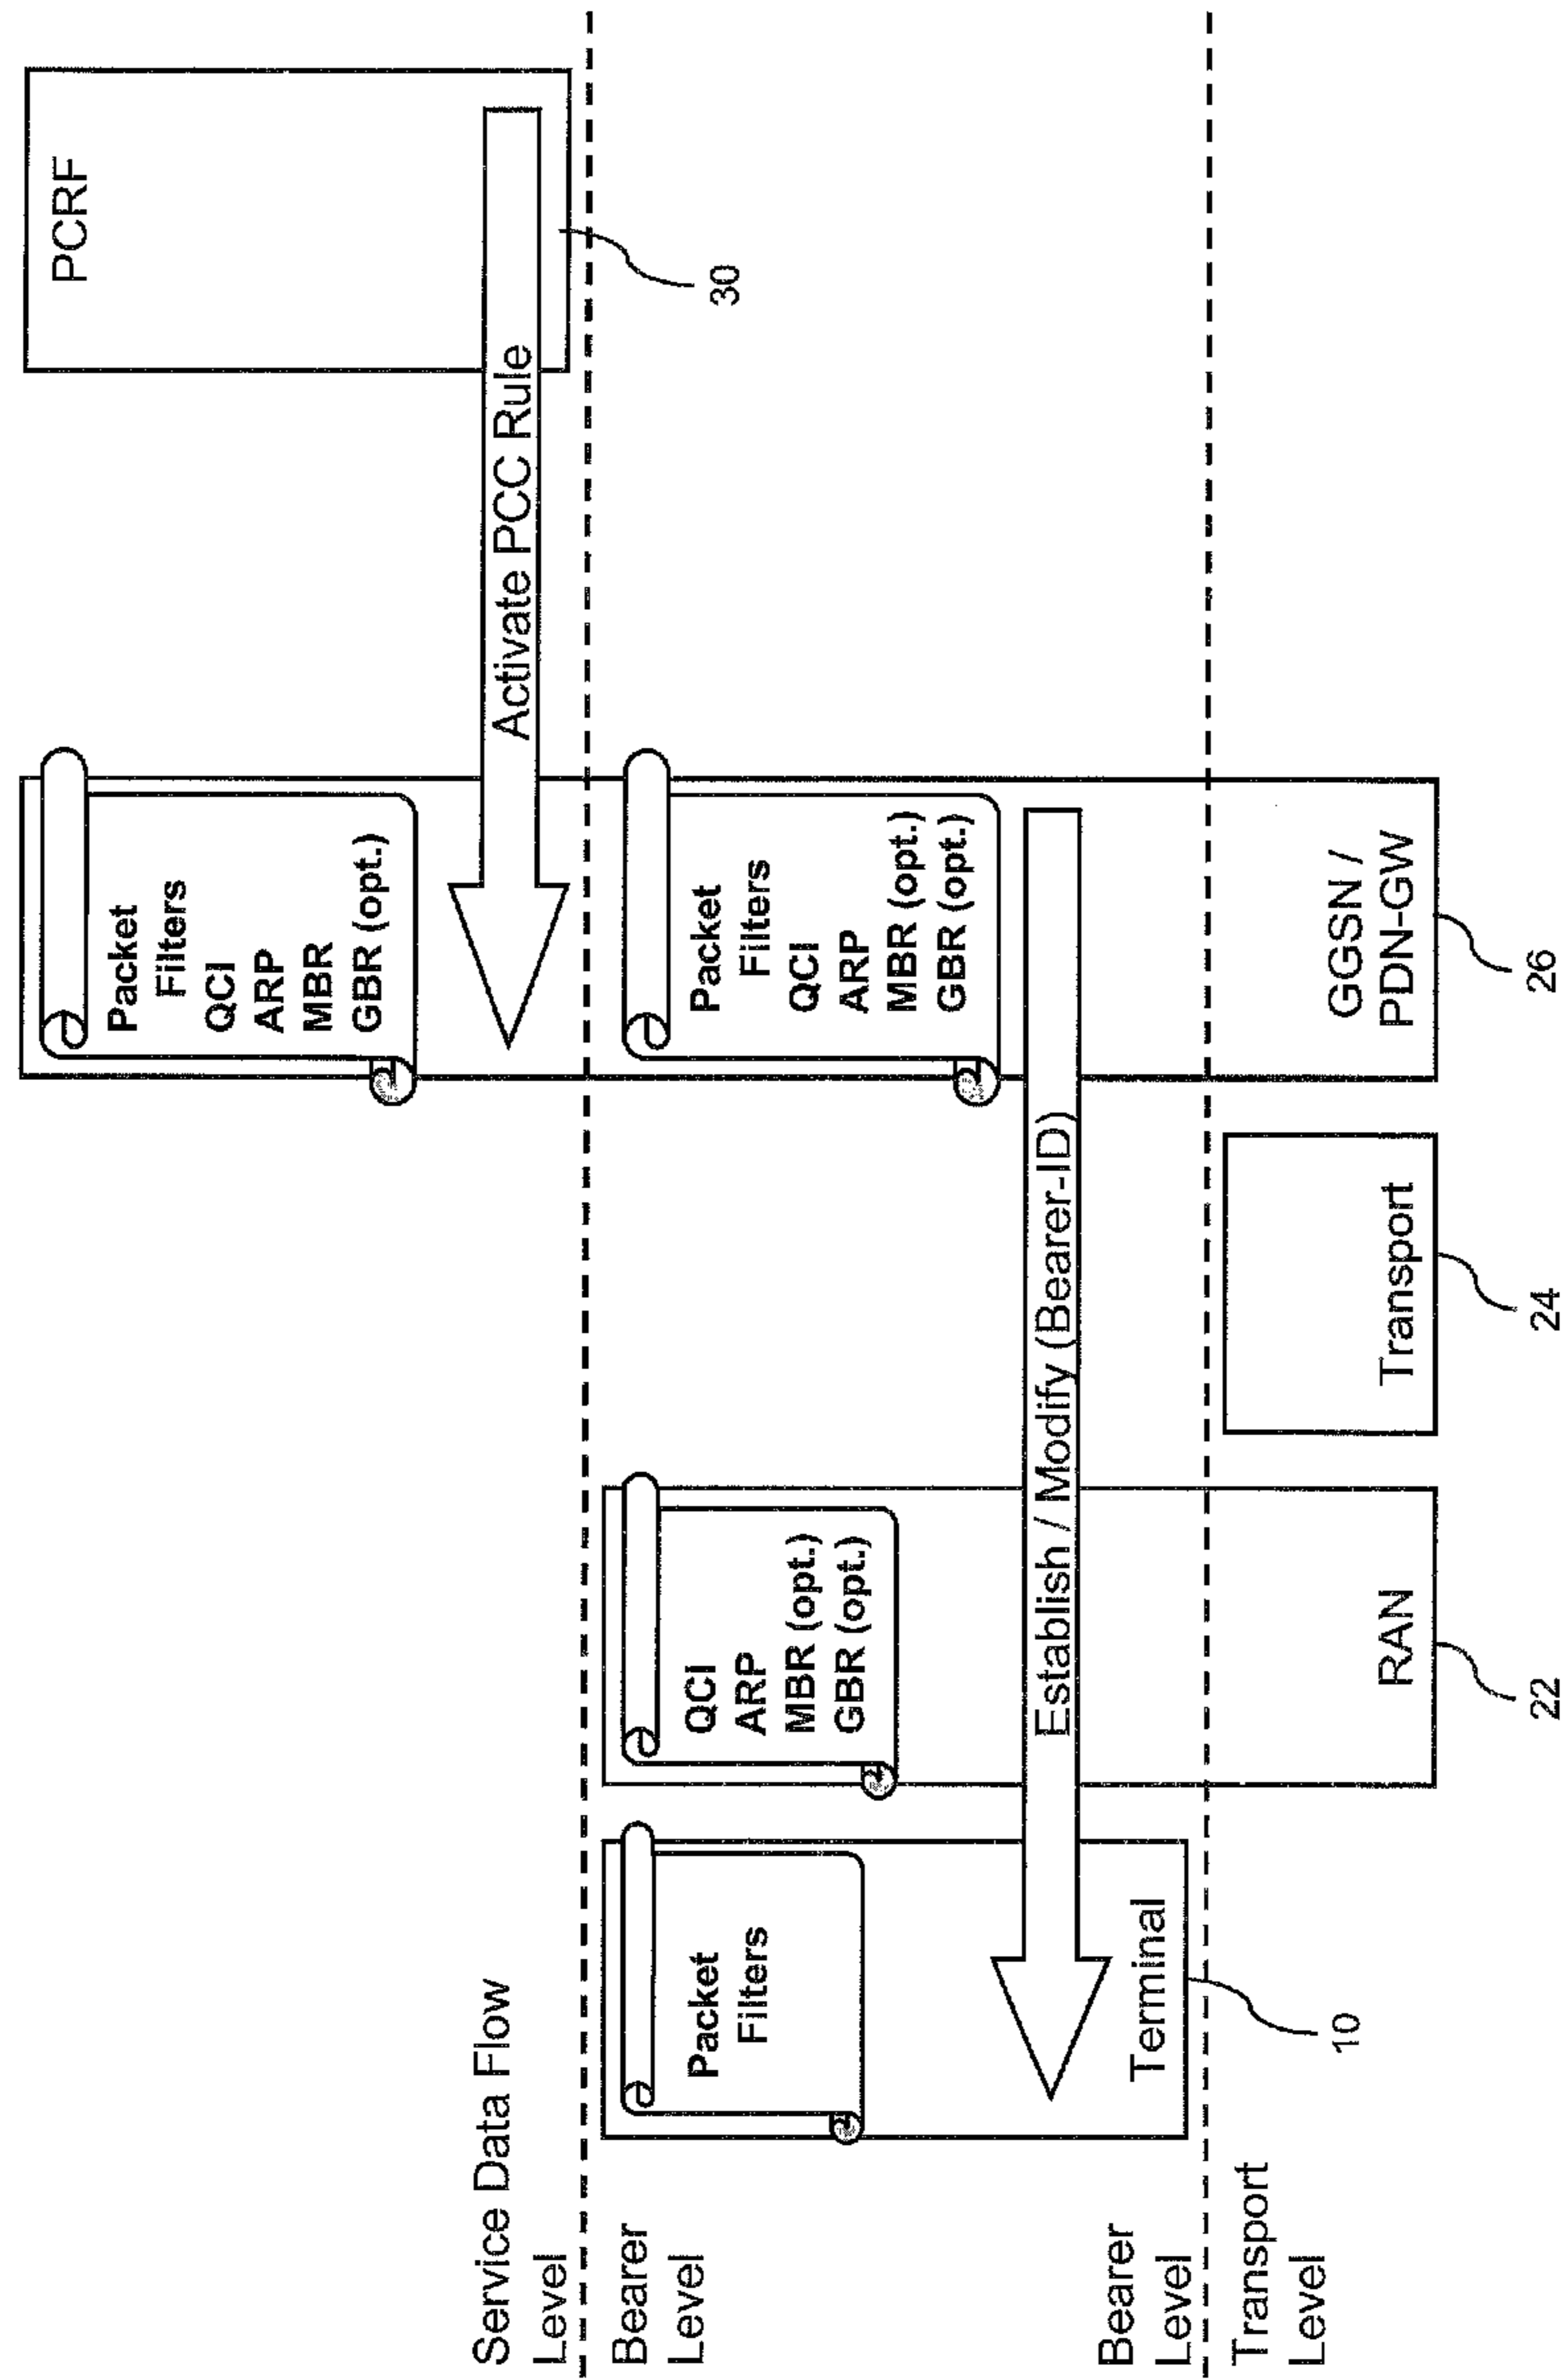 PCRF
30
Activate PCC Rule
Packet
Filters
QCI
ARP
MBR
GBR (opt.)
Packet
Filters
QCI
ARP
MBR (opt.)
GBR (opt.)
GGSN /
PDN-GW
26
Establish / Modify (Bearer-ID)
Transport
24
QCI
ARP
MBR (opt.)
GBR (opt.)
RAN
22
Packet
Filters
Terminal
10
Service Data Flow
Level
Bearer
Level
Bearer
Level
Transport
Level